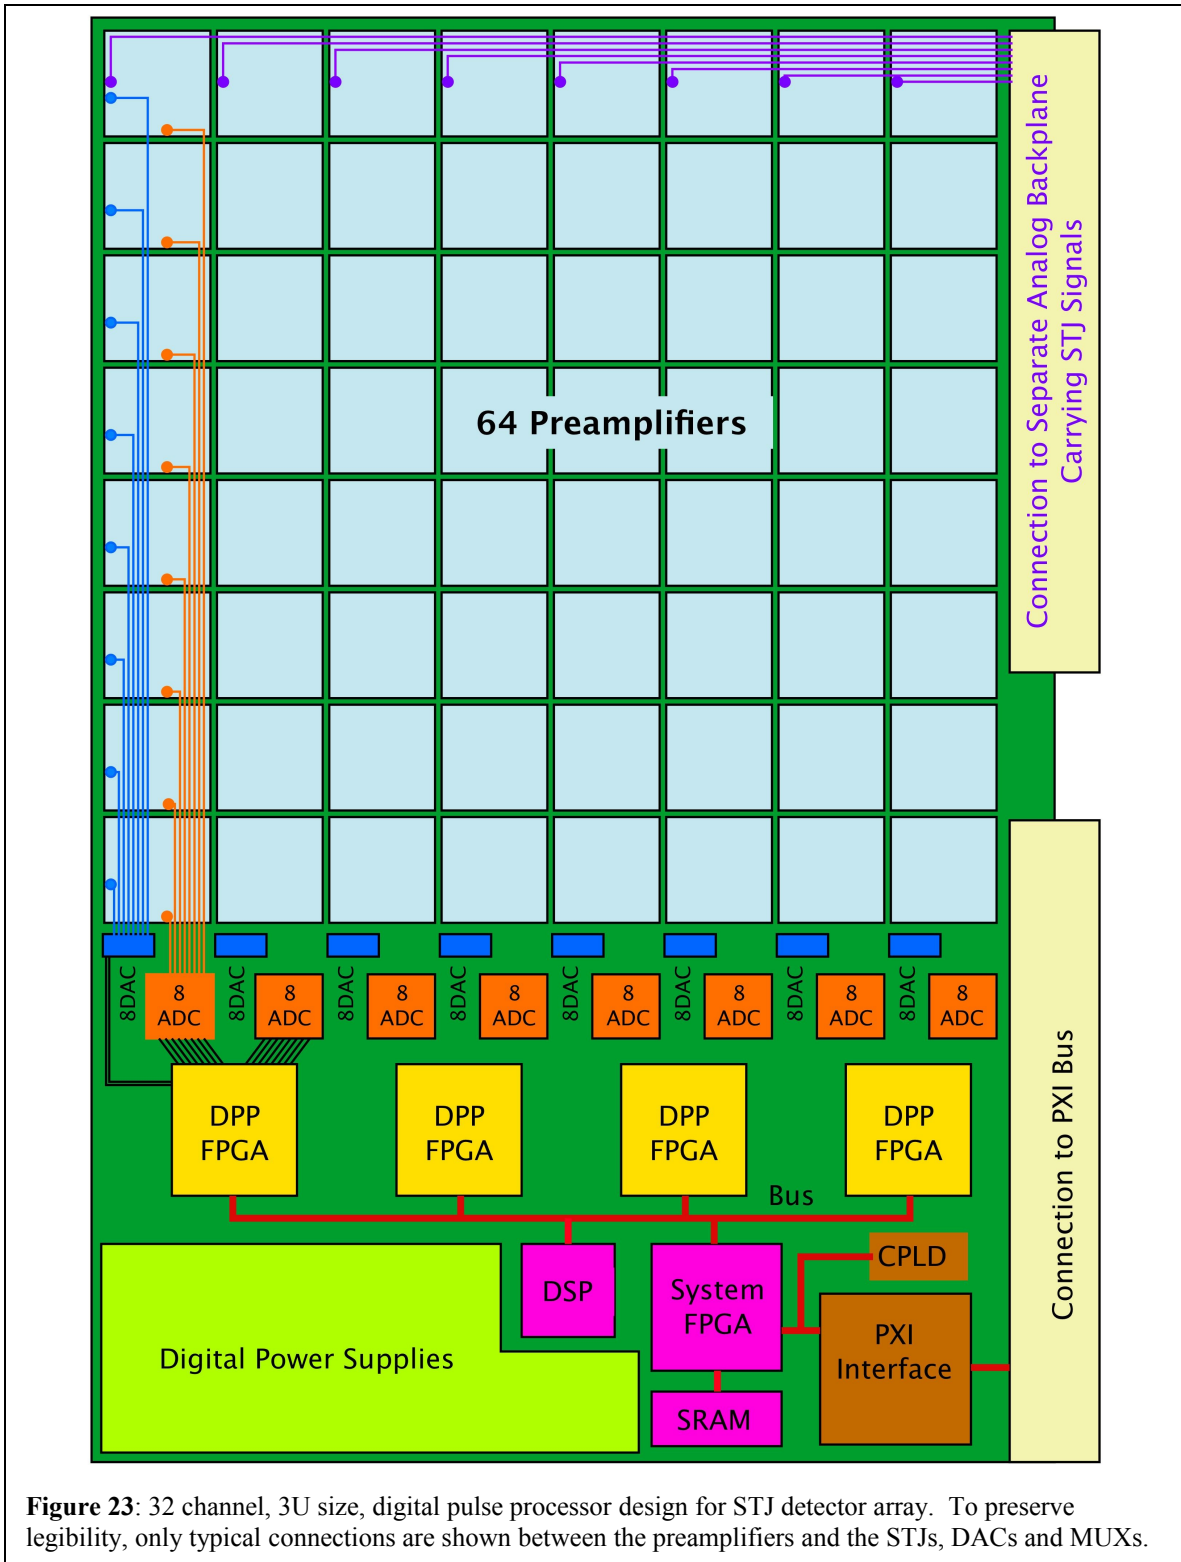 Connection to Separate Analog Backplane
Carrying STJ Signals
64 Preamplifiers
8DAC
8
ADC
8DAC
8
ADC
8DAC
8
ADC
8DAC
8
ADC
8DAC
8
ADC
8DAC
8
ADC
8DAC
8
ADC
8DAC
8
ADC
DPP
FPGA
DPP
FPGA
DPP
FPGA
DPP
FPGA
Bus
Connection to PXI Bus
Digital Power Supplies
DSP
System
FPGA
SRAM
CPLD
PXI
Interface
Figure 23: 32 channel, 3U size, digital pulse processor design for STJ detector array. To preserve
legibility, only typical connections are shown between the preamplifiers and the STJs, DACs and MUXs.